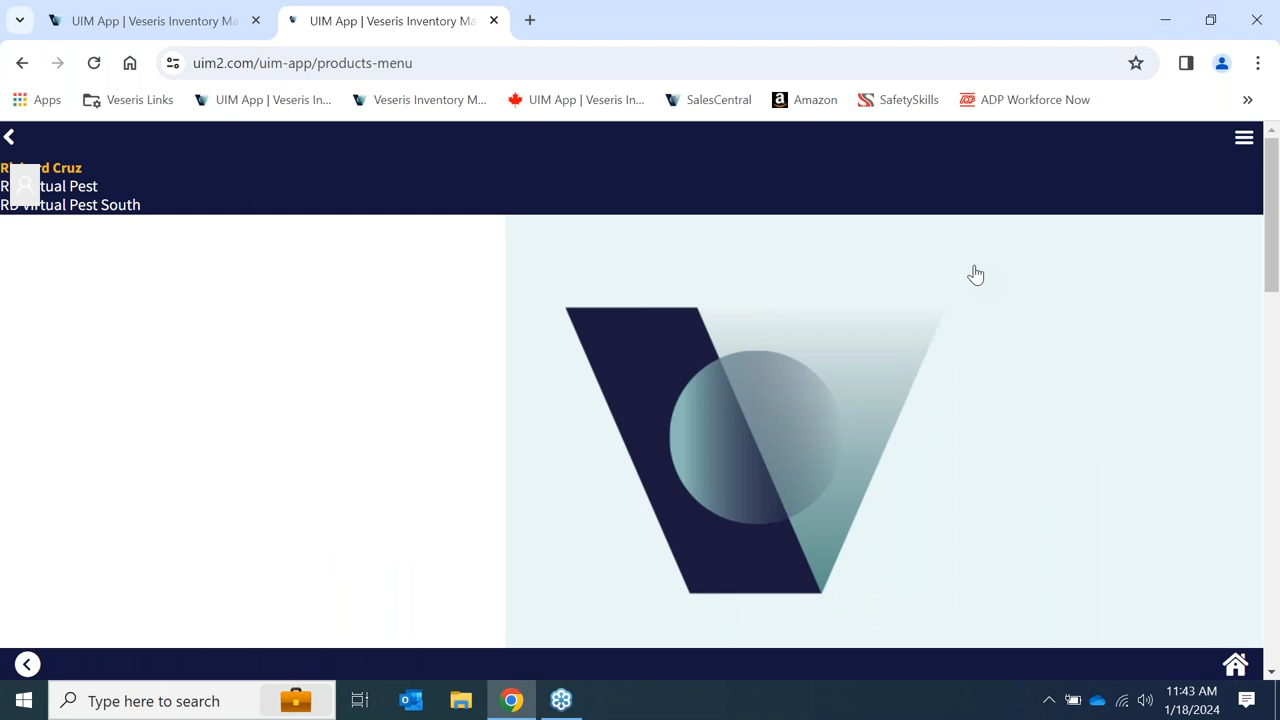 UIM App | Veseris Inventory Ma
UIM App | Veseris Inventory Ma
uim2.com/uim-app/products-menu
Apps
Veseris Links
UIM App | Veseris In...
Veseris Inventory M...
UIM App | Veseris In...
SalesCentral
Amazon
SafetySkills
ADP Workforce Now
Cruz
Pest
RD Virtual Pest South
Type here to search
11:43 AM
1/18/2024